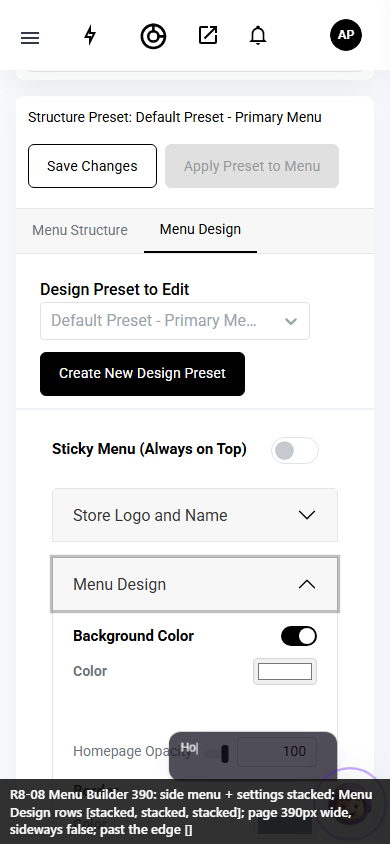 AP
Structure Preset: Default Preset - Primary Menu
Save Changes
Apply Preset to Menu
Menu Structure
Menu Design
Design Preset to Edit
Default Preset - Primary Me...
Create New Design Preset
Sticky Menu (Always on Top)
Store Logo and Name
Menu Design
Background Color
Color
Ho
Homepage Opacity
100
R8-08 Menu Builder 390: side menu + settings stacked; Menu
Design rows [stacked, stacked, stacked]; page 390px wide,
sideways false; past the edge []